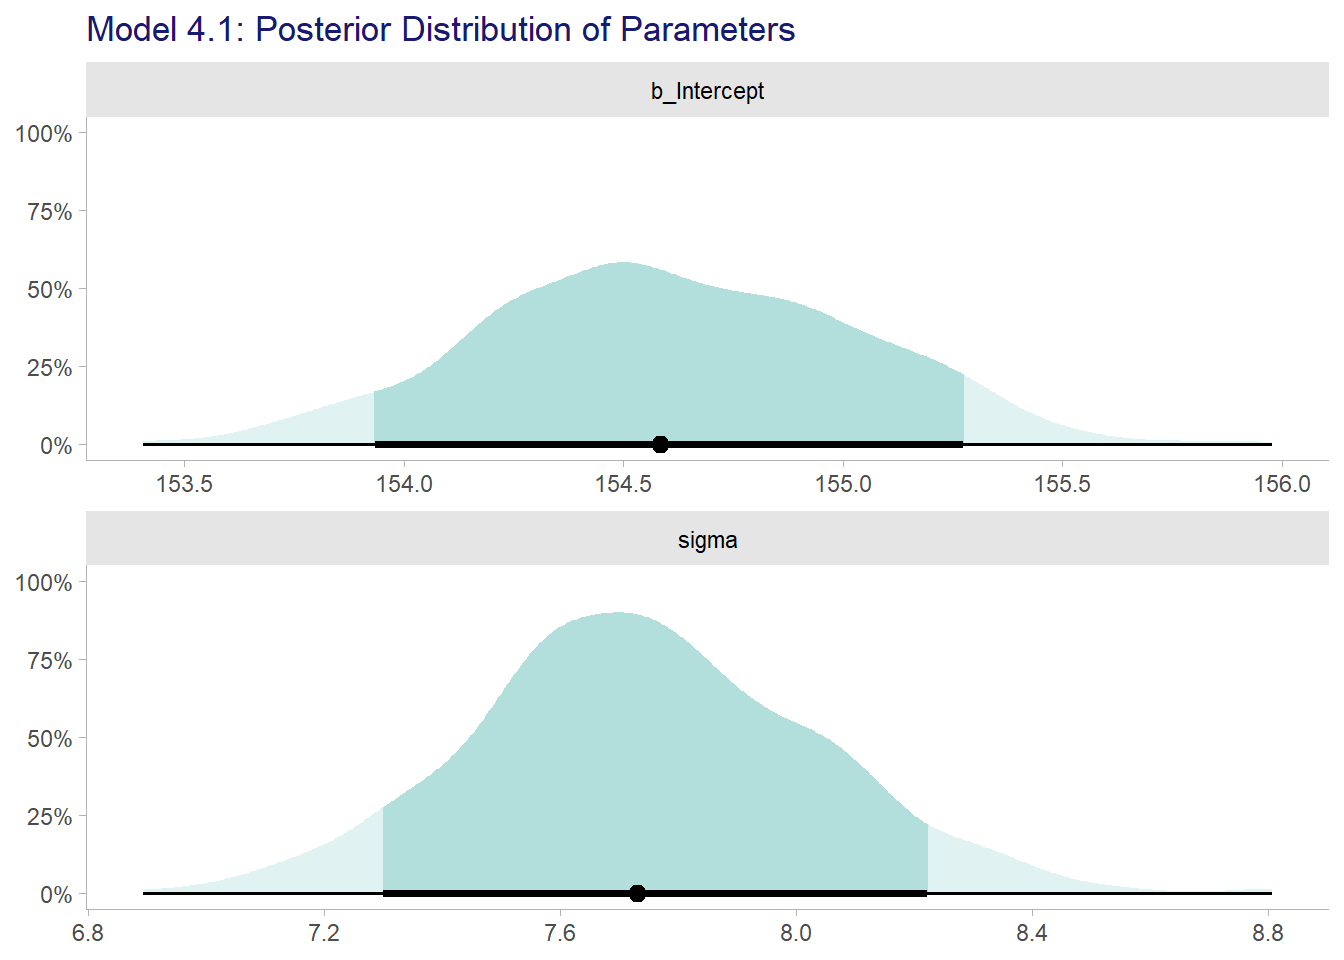 Model 4.1: Posterior Distribution of Parameters
b_Intercept
100%
75%
50%
25%
0%
153.5 154.0 154.5 155.0 155.5 156.0
sigma
100%
75%
50%
25%
0%
6.8 7.2 7.6 8.0 8.4 8.8